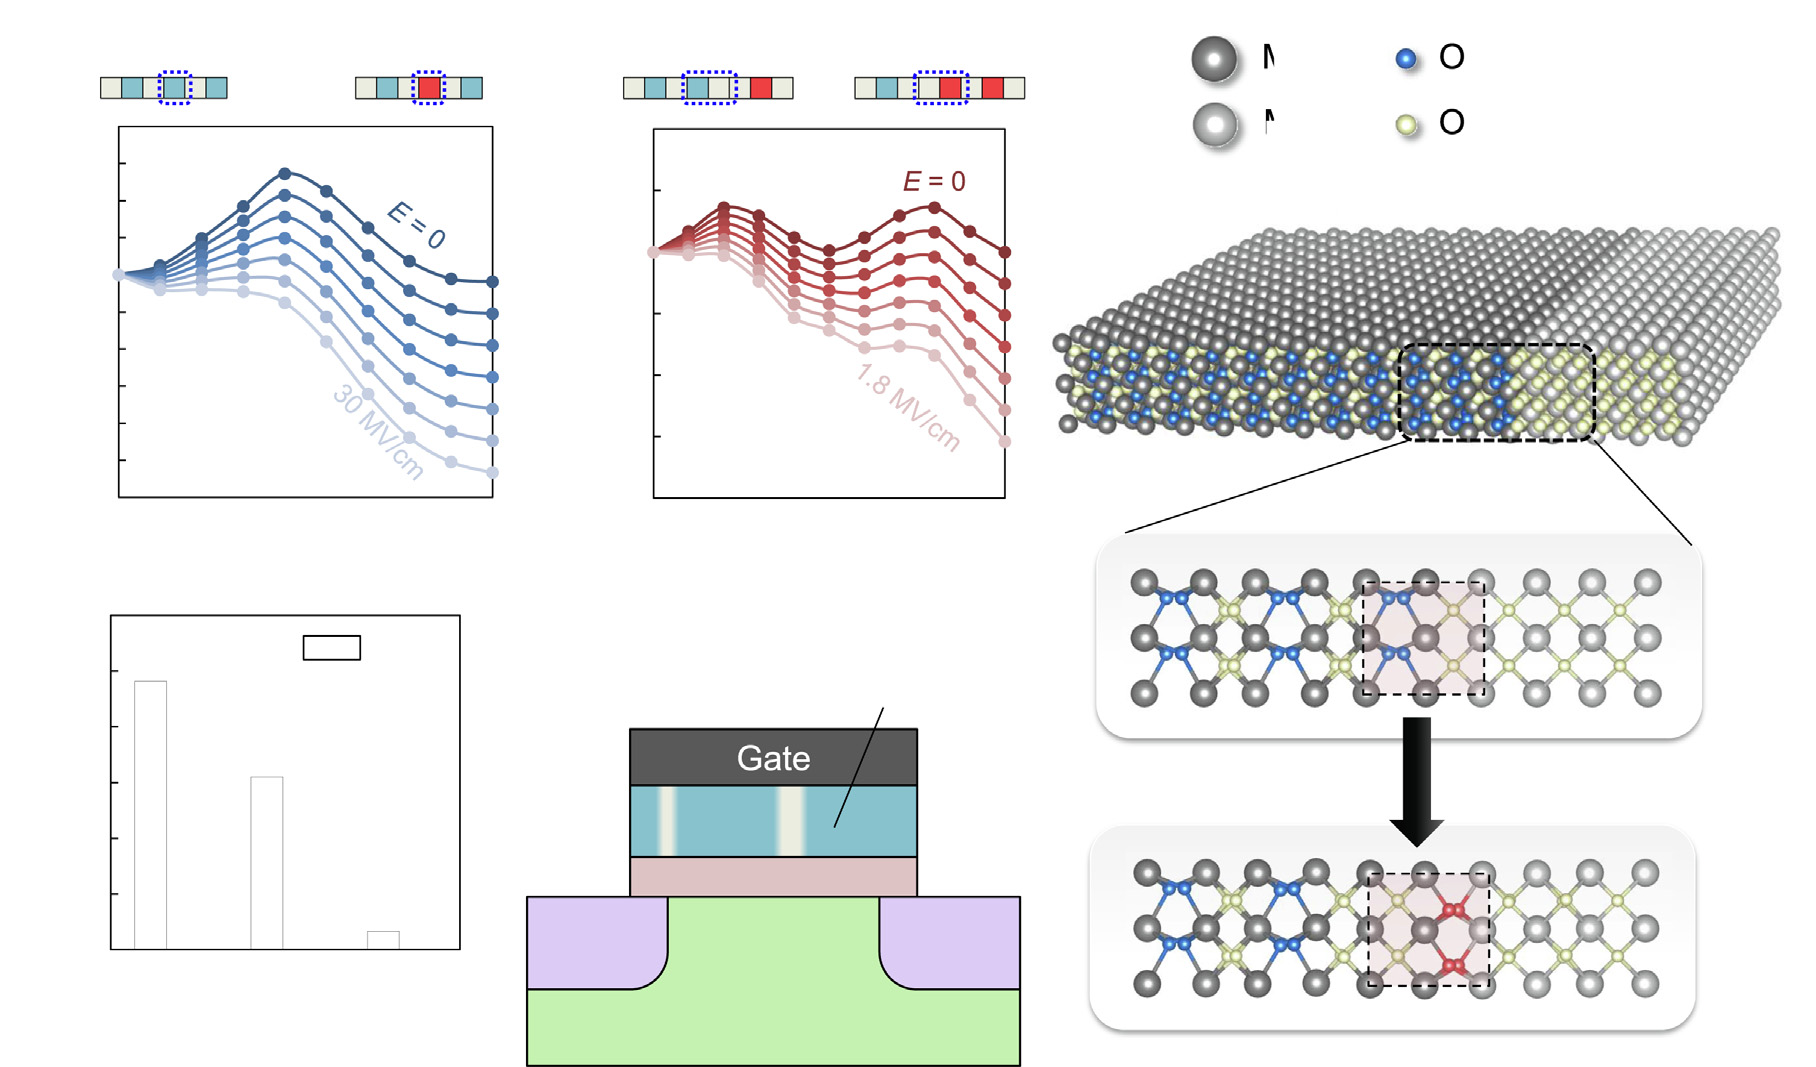 O
O
E = 0
30 MV/cm
E = 0
1.8 MV/cm
Gate